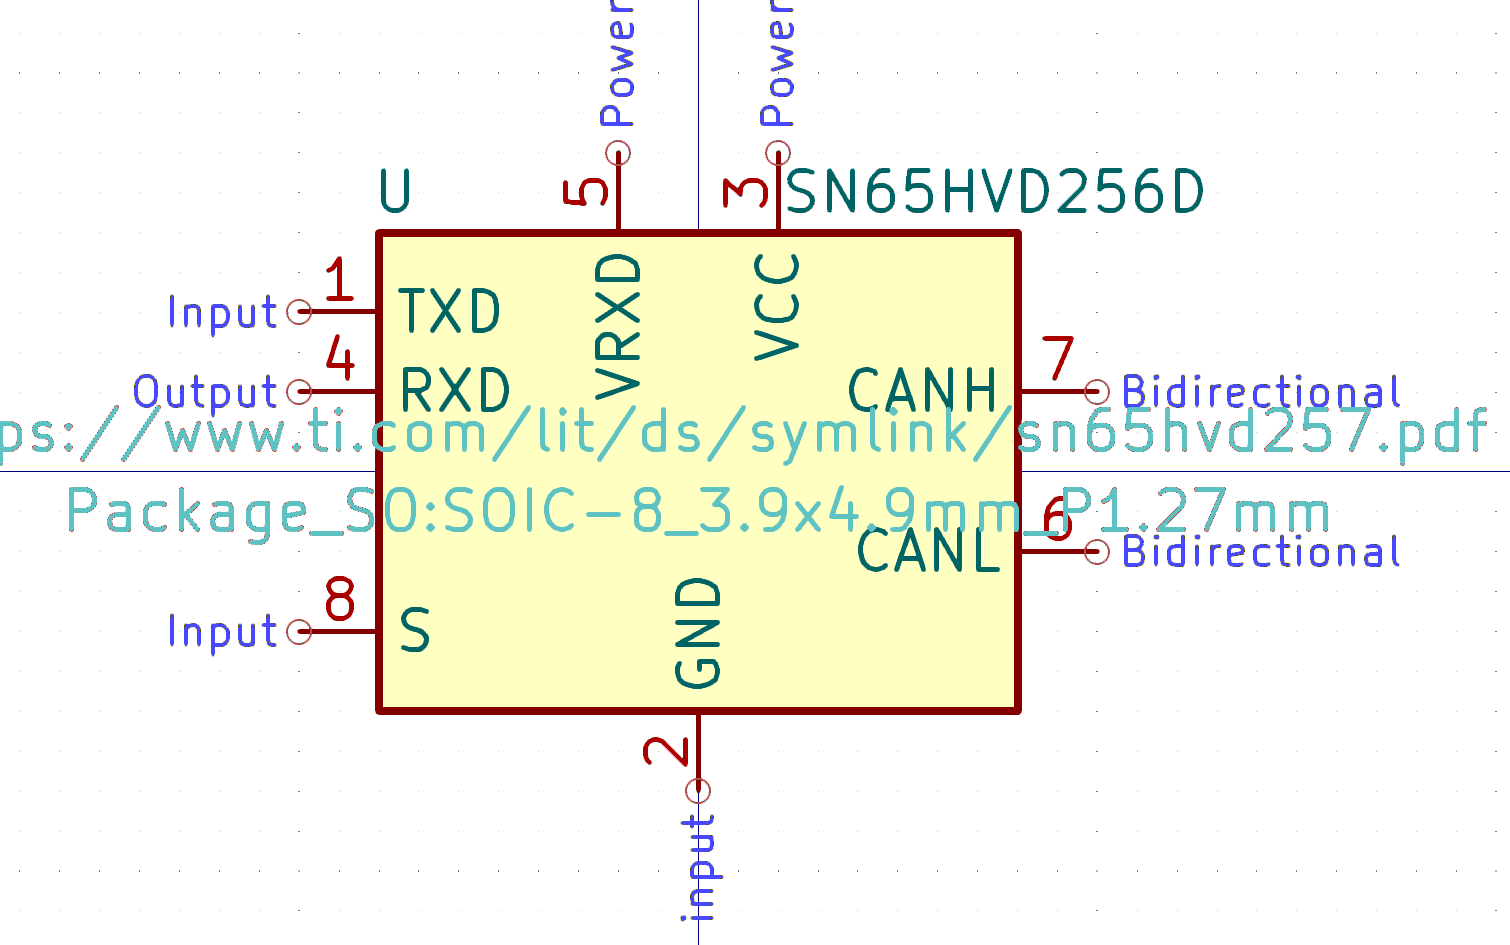 Power
Power
U
5
3
SN65HVD256D
1
Input
TXD
VRXD
VCC
4
Output
RXD
7
CANH
Bidirectional
ps://www.ti.com/lit/ds/symlink/sn65hvd257.pdf
Package_SO:SOIC-8_3.9x4.9mm_P1.27mm
6
CANL
Bidirectional
8
Input
S
GND
2
input